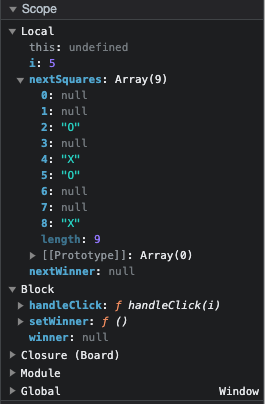 Scope
Local
this: undefined
i: 5
nextSquares: Array(9)
0: null
1: null
2: "O"
3: null
4: "X"
5: "O"
6: null
7: null
8: "X"
length: 9
[[Prototype]]: Array(0)
nextWinner: null
Block
handleClick: ƒ handleClick(i)
setWinner: ƒ ()
winner: null
Closure (Board)
Module
Global Window